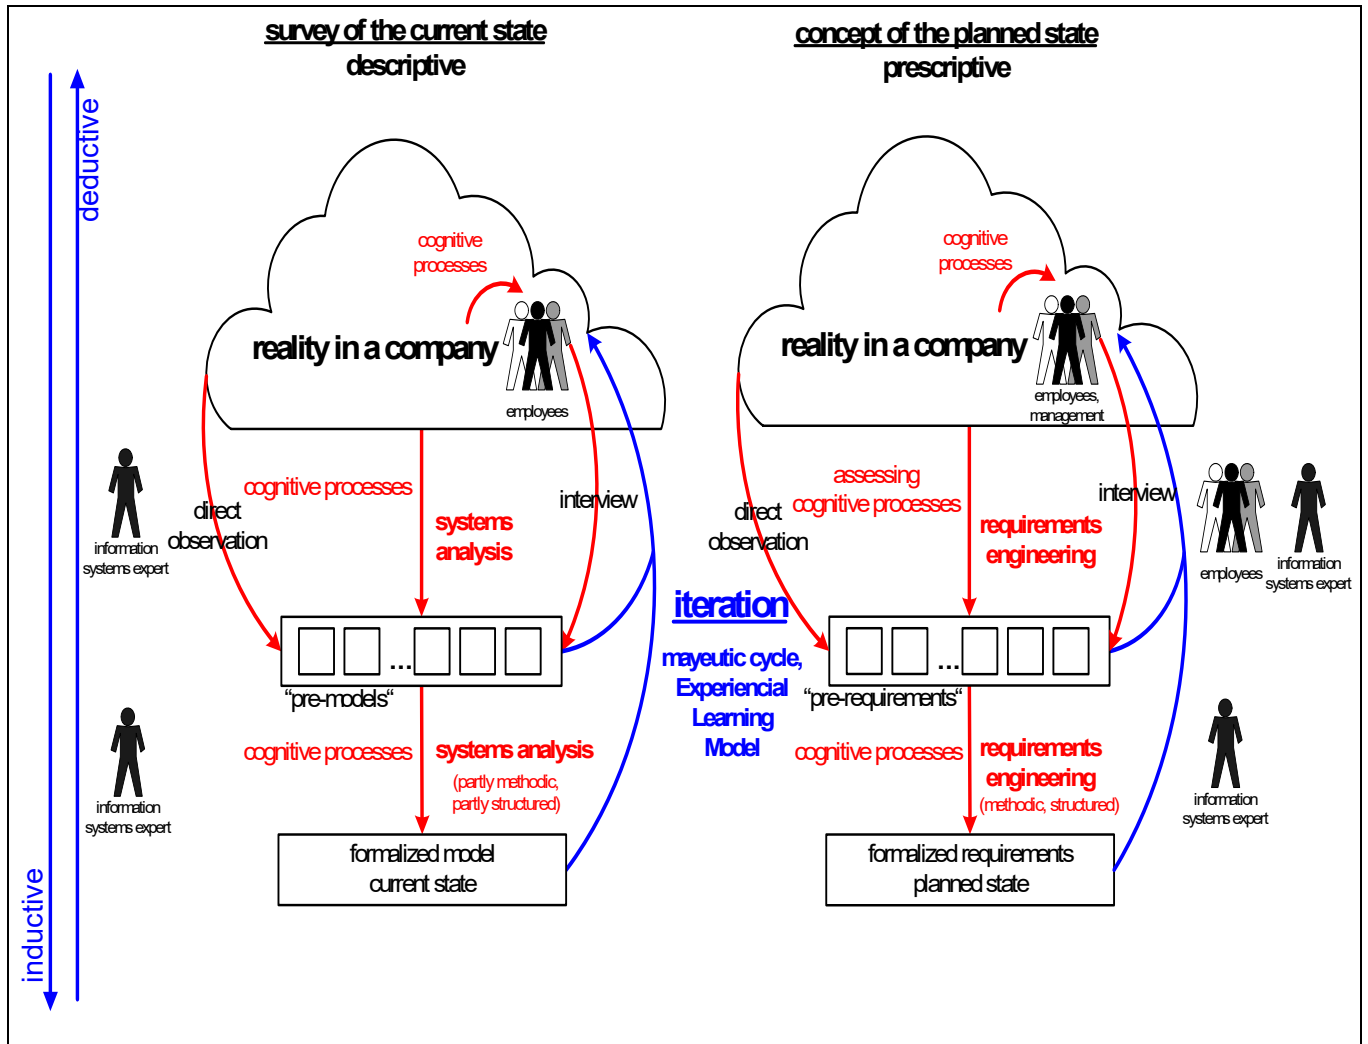 survey of the current state
descriptive
concept of the planned state
prescriptive
deductive
inductive
cognitive
processes
reality in a company
employees
cognitive processes
direct
observation
systems
analysis
interview
information
systems expert
"pre-models"
...
cognitive processes
systems analysis
(partly methodic,
partly structured)
information
systems expert
formalized model
current state
iteration
mayeutic cycle,
Experiencial
Learning
Model
cognitive
processes
reality in a company
employees,
management
assessing
cognitive processes
direct
observation
requirements
engineering
interview
employees
information
systems expert
...
"pre-requirements"
cognitive processes
requirements
engineering
(methodic, structured)
information
systems expert
formalized requirements
planned state